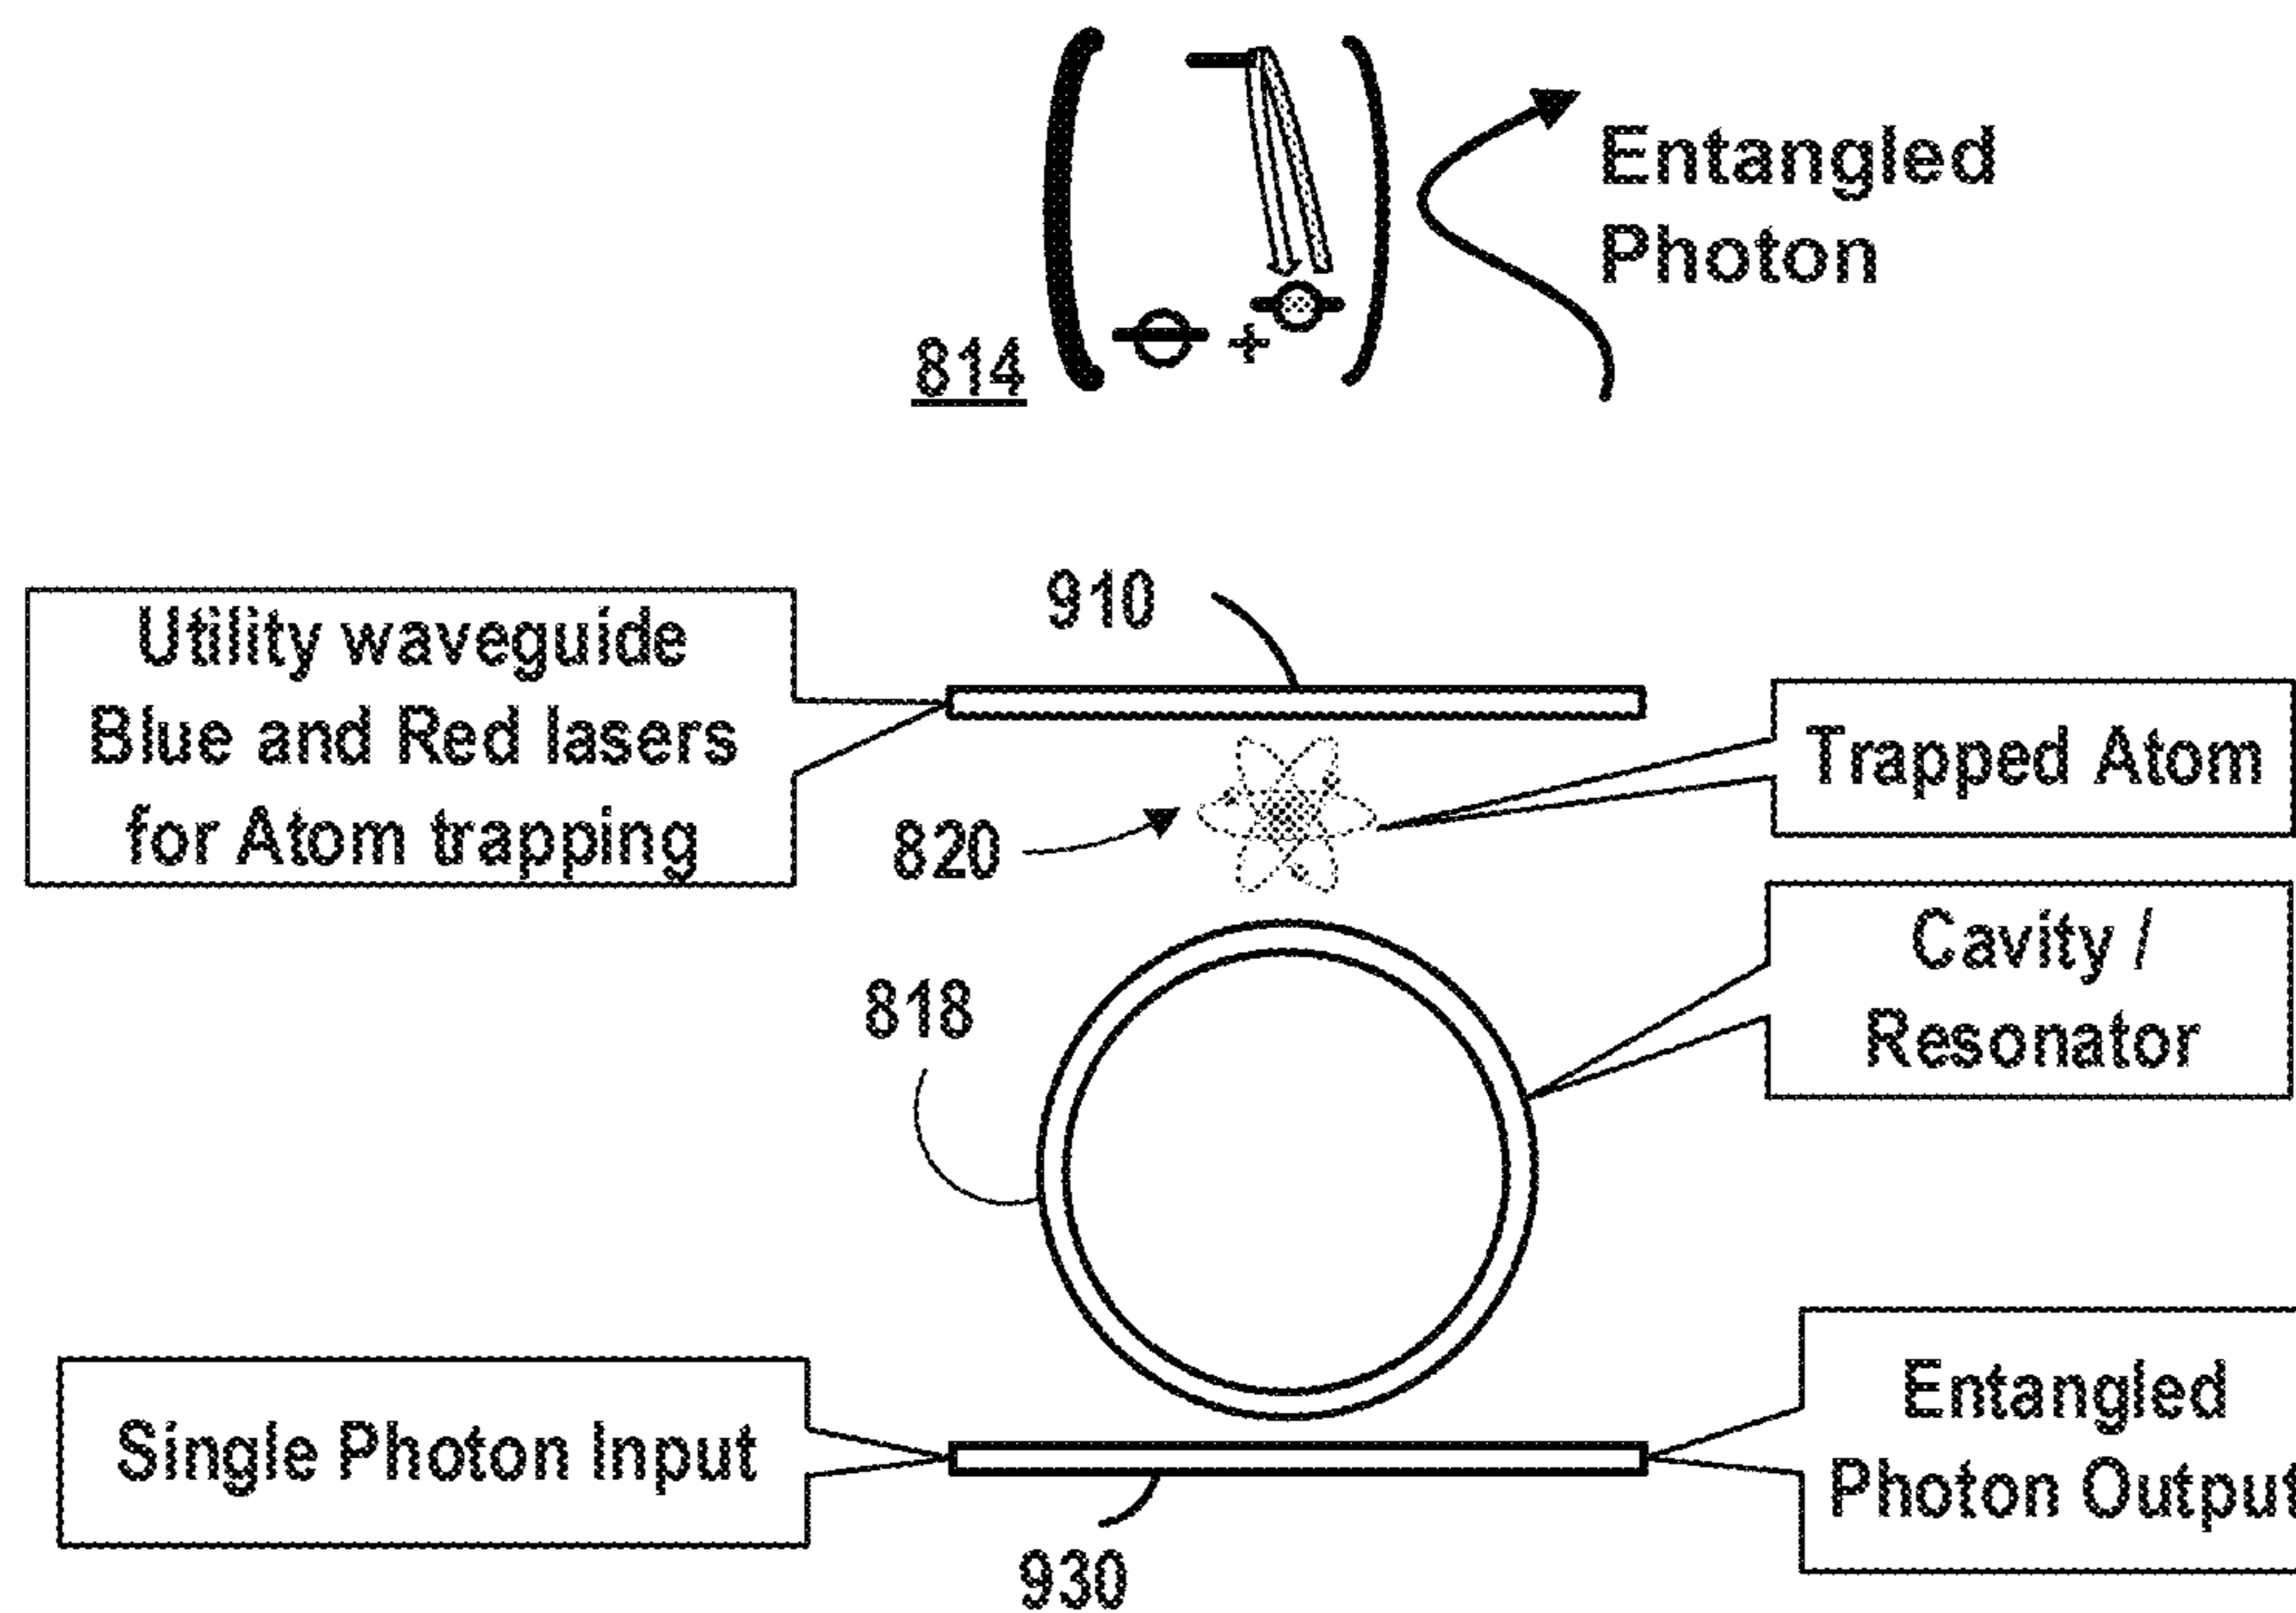 Entangled
Photon
+
814
910
Utility waveguide
Blue and Red lasers
for Atom trapping
Trapped Atom
820
Cavity /
Resonator
818
Entangled
Photon Output
Single Photon Input
930